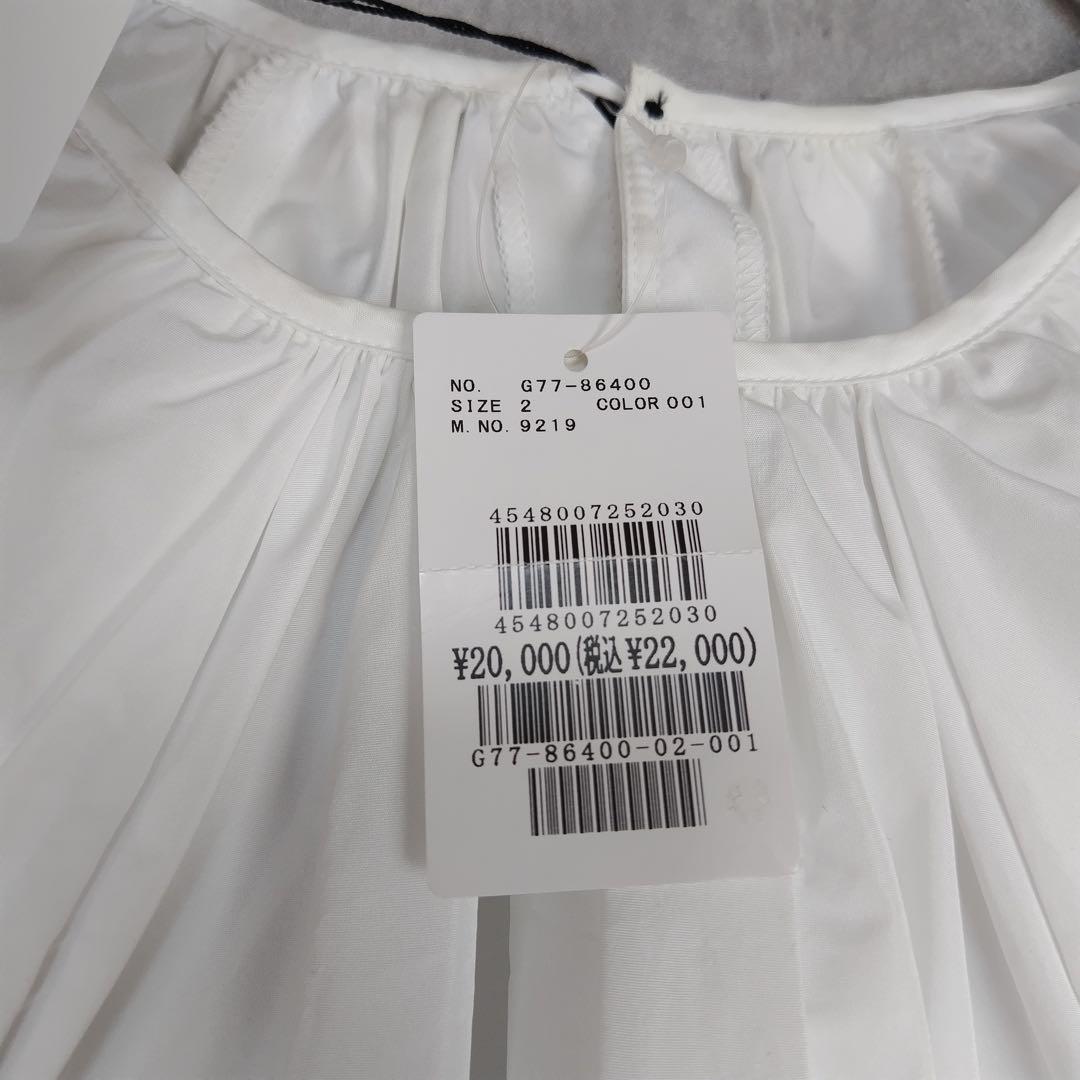 NO. G77-86400
SIZE 2 COLOR 001
M. NO. 9219
4548007252030
4548007252030
¥20,000(税込¥22,000)
G77-86400-02-001